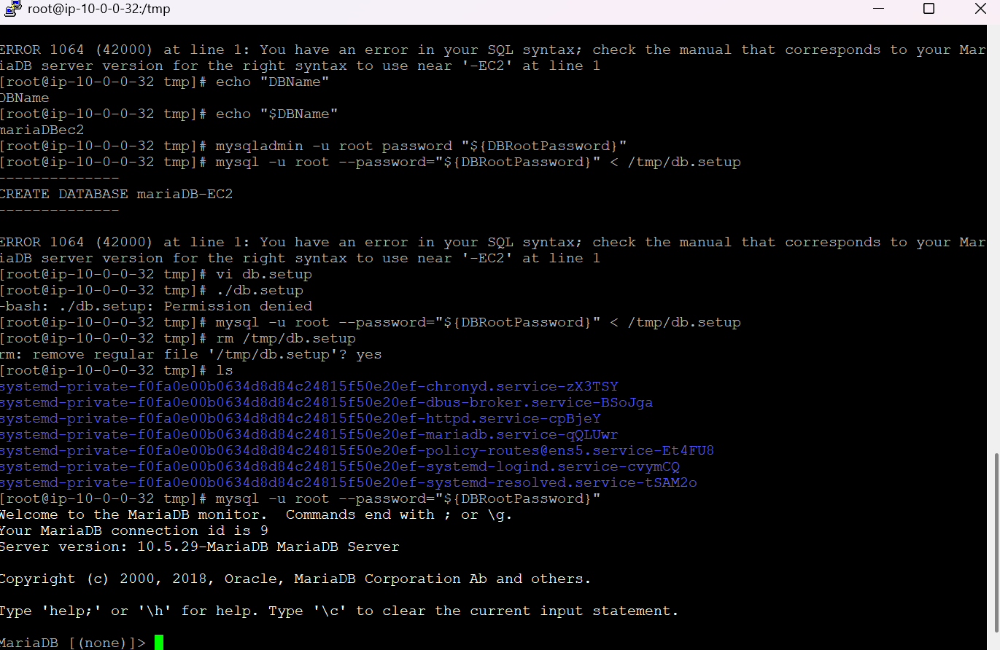 root@ip-10-0-0-32:/tmp
ERROR 1064 (42000) at line 1: You have an error in your SQL syntax; check the manual that corresponds to your Mar
iaDB server version for the right syntax to use near '-EC2' at line 1
[root@ip-10-0-0-32 tmp]# echo "DBName"
DBName
[root@ip-10-0-0-32 tmp]# echo "$DBName"
mariaDBec2
[root@ip-10-0-0-32 tmp]# mysqladmin -u root password "${DBRootPassword}"
[root@ip-10-0-0-32 tmp]# mysql -u root --password="${DBRootPassword}" < /tmp/db.setup
--------------
CREATE DATABASE mariaDB-EC2
--------------
ERROR 1064 (42000) at line 1: You have an error in your SQL syntax; check the manual that corresponds to your Mar
iaDB server version for the right syntax to use near '-EC2' at line 1
[root@ip-10-0-0-32 tmp]# vi db.setup
[root@ip-10-0-0-32 tmp]# ./db.setup
-bash: ./db.setup: Permission denied
[root@ip-10-0-0-32 tmp]# mysql -u root --password="${DBRootPassword}" < /tmp/db.setup
[root@ip-10-0-0-32 tmp]# rm /tmp/db.setup
rm: remove regular file '/tmp/db.setup'? yes
[root@ip-10-0-0-32 tmp]# ls
systemd-private-f0fa0e00b0634d8d84c24815f50e20ef-chronyd.service-zX3TSY
systemd-private-f0fa0e00b0634d8d84c24815f50e20ef-dbus-broker.service-BSoJga
systemd-private-f0fa0e00b0634d8d84c24815f50e20ef-httpd.service-cpBjeY
systemd-private-f0fa0e00b0634d8d84c24815f50e20ef-mariadb.service-qQLUwr
systemd-private-f0fa0e00b0634d8d84c24815f50e20ef-policy-routes@ens5.service-Et4FU8
systemd-private-f0fa0e00b0634d8d84c24815f50e20ef-systemd-logind.service-cvymCQ
systemd-private-f0fa0e00b0634d8d84c24815f50e20ef-systemd-resolved.service-tSAM2o
[root@ip-10-0-0-32 tmp]# mysql -u root --password="${DBRootPassword}"
Welcome to the MariaDB monitor.  Commands end with ; or \g.
Your MariaDB connection id is 9
Server version: 10.5.29-MariaDB MariaDB Server
Copyright (c) 2000, 2018, Oracle, MariaDB Corporation Ab and others.
Type 'help;' or '\h' for help. Type '\c' to clear the current input statement.
MariaDB [(none)]>